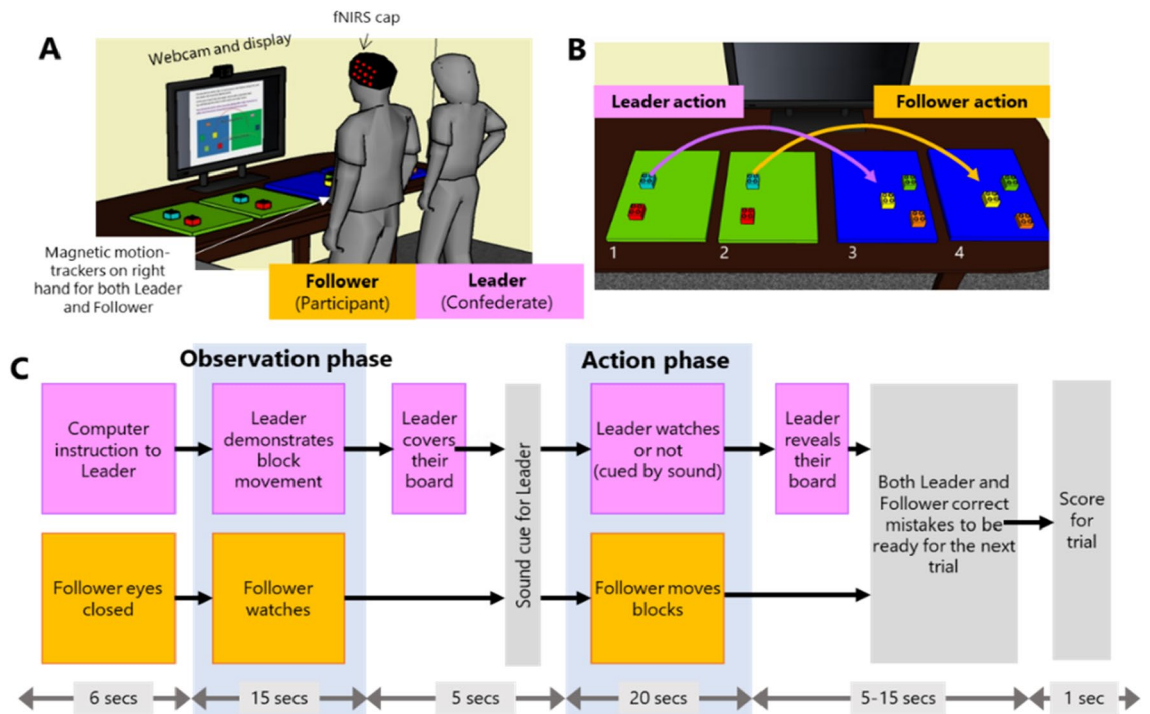 A
fNIRS cap
Webcam and display
Magnetic motion-
trackers on right
hand for both Leader
and Follower
Follower
(Participant)
Leader
(Confederate)
B
Leader action
Follower action
1
2
3
4
C
Observation phase
Action phase
Computer
instruction to
Leader
Leader
demonstrates
block
movement
Leader
covers
their
board
Sound cue for Leader
Leader watches
or not
(cued by sound)
Leader
reveals
their
board
Both Leader and
Follower correct
mistakes to be
ready for the next
trial
Score
for
trial
Follower eyes
closed
Follower
watches
Follower moves
blocks
6 secs
15 secs
5 secs
20 secs
5-15 secs
1 sec